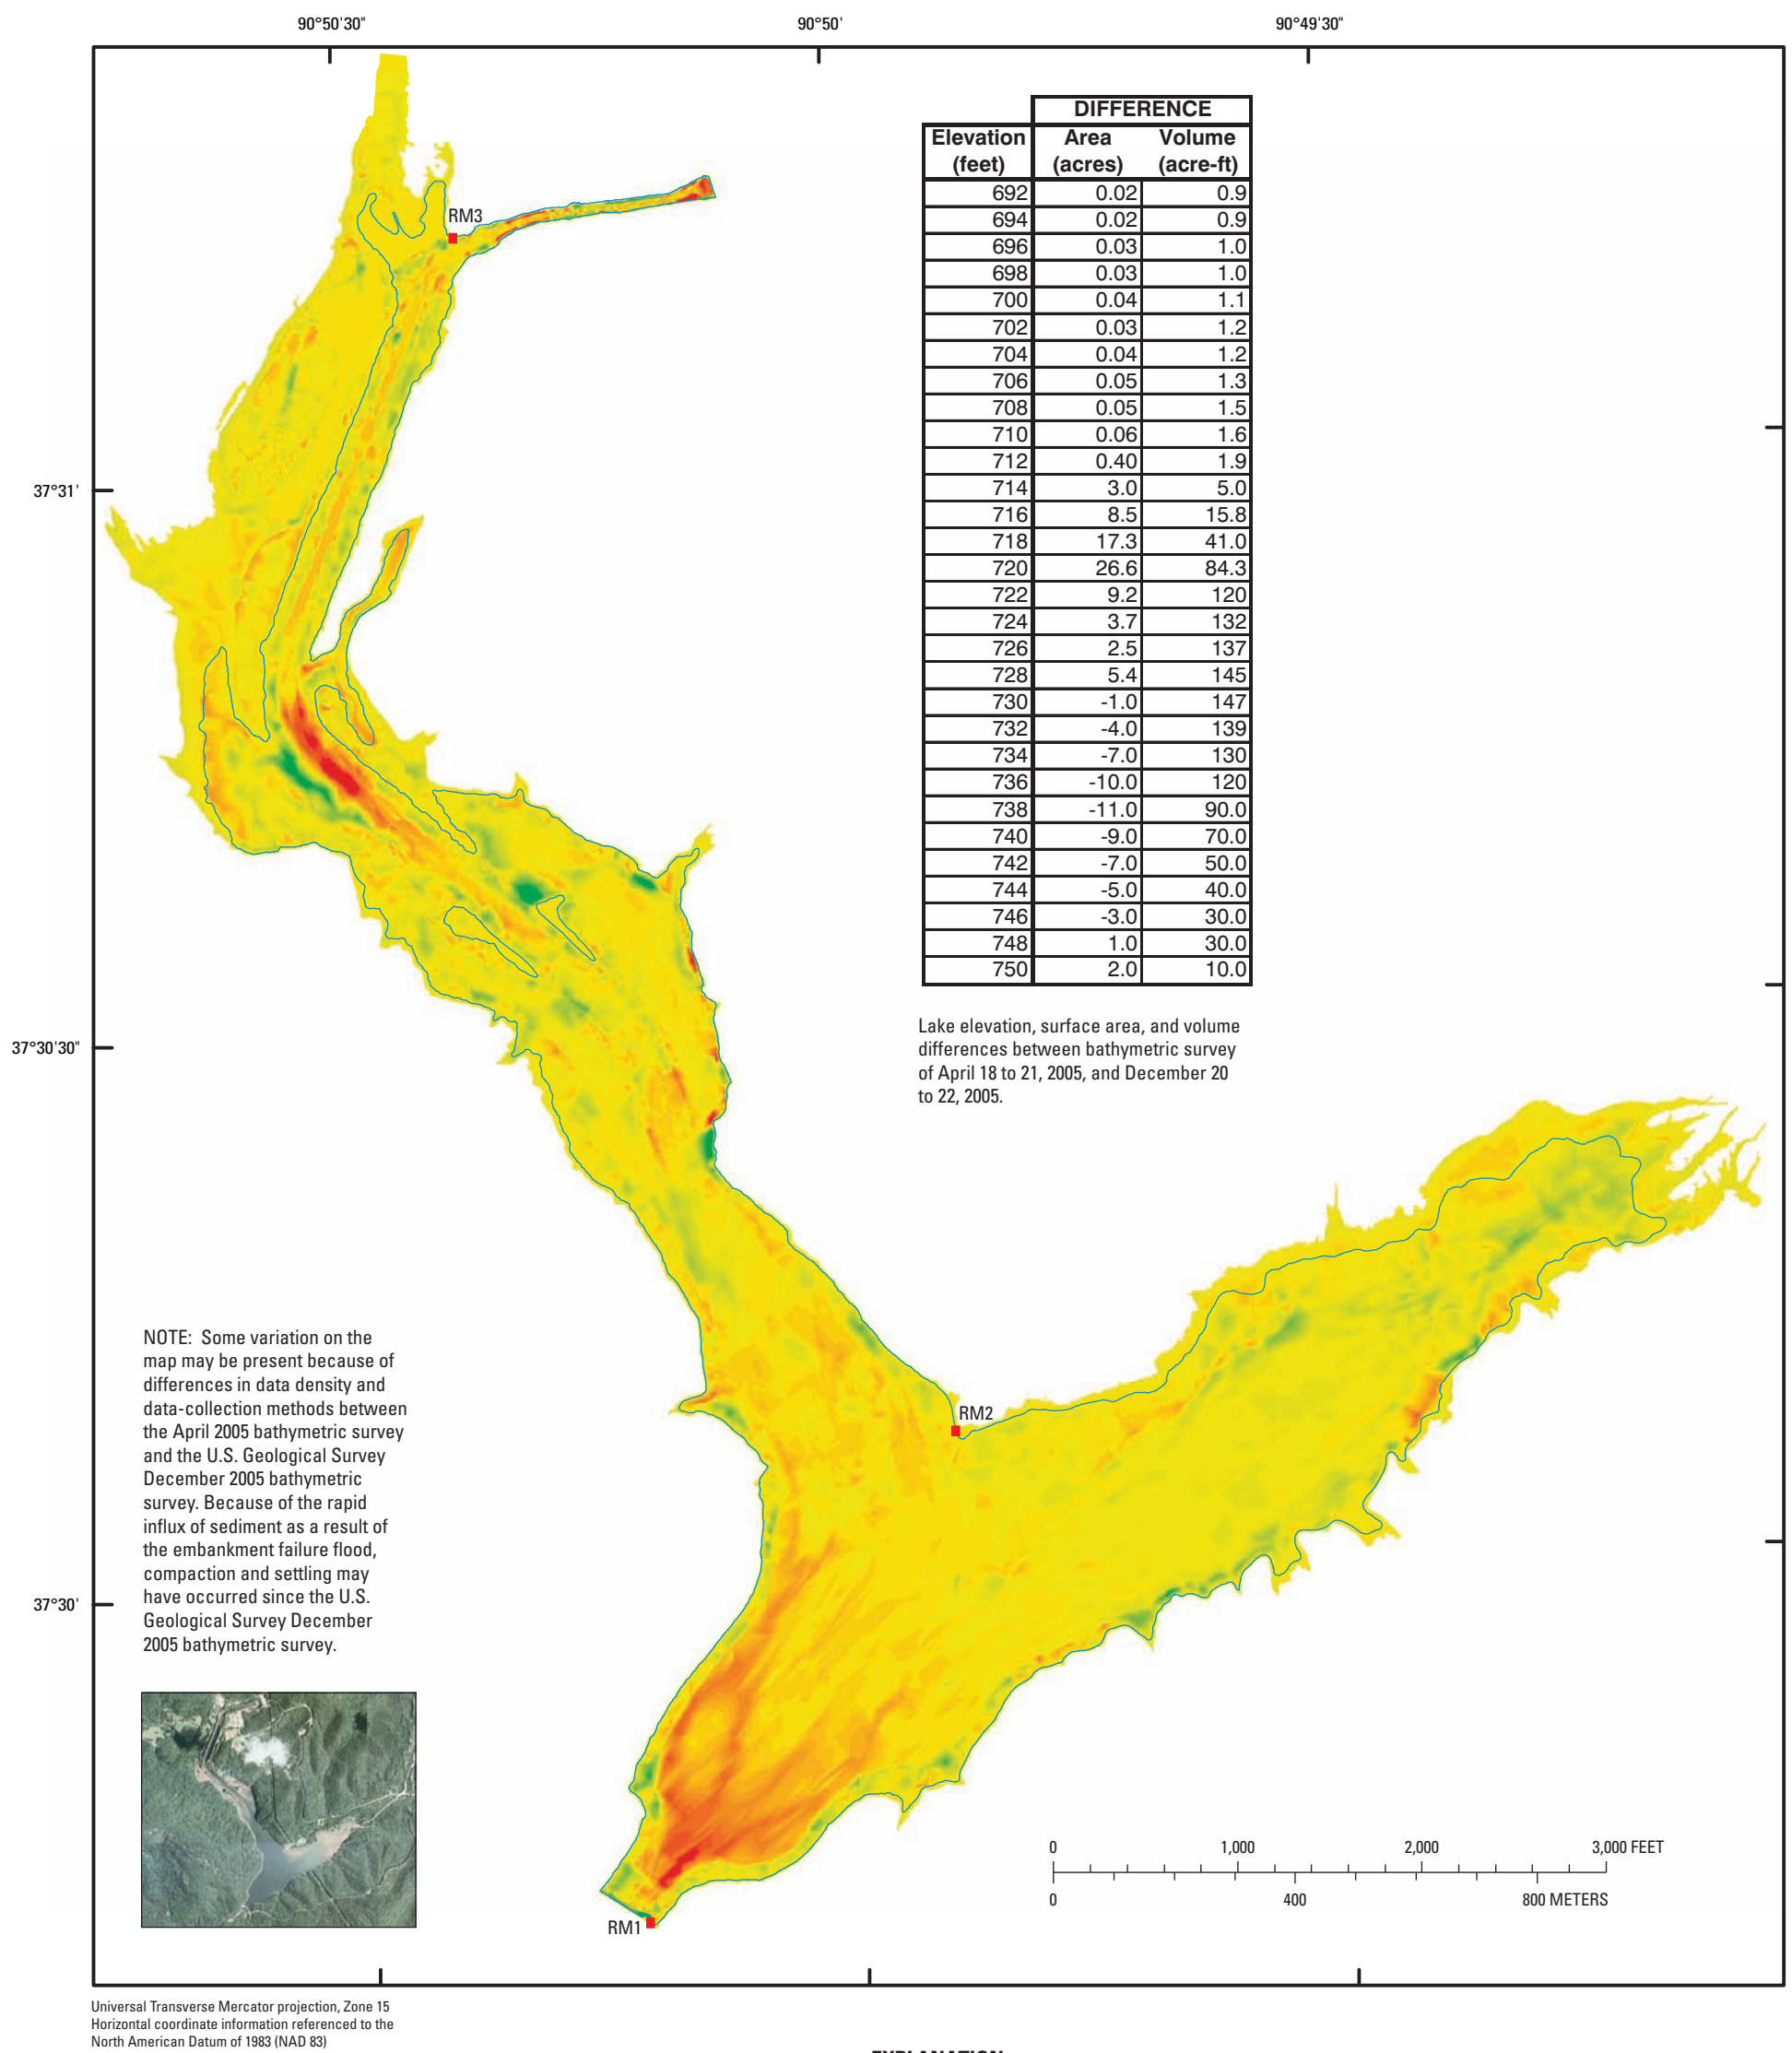 90°50'30"
90°50'
90°49'30"
DIFFERENCE
Elevation Area Volume
(feet) (acres) (acre-ft)
692 0.02 0.9
694 0.02 0.9
696 0.03 1.0
698 0.03 1.0
700 0.04 1.1
702 0.03 1.2
704 0.04 1.2
706 0.05 1.3
708 0.05 1.5
710 0.06 1.6
712 0.40 1.9
714 3.0 5.0
716 8.5 15.8
718 17.3 41.0
720 26.6 84.3
722 9.2 120
724 3.7 132
726 2.5 137
728 5.4 145
730 -1.0 147
732 -4.0 139
734 -7.0 130
736 -10.0 120
738 -11.0 90.0
740 -9.0 70.0
742 -7.0 50.0
744 -5.0 40.0
746 -3.0 30.0
748 1.0 30.0
750 2.0 10.0
Lake elevation, surface area, and volume
differences between bathymetric survey
of April 18 to 21, 2005, and December 20
to 22, 2005.
RM3
37°31'
37°30'30"
RM2
NOTE: Some variation on the
map may be present because of
differences in data density and
data-collection methods between
the April 2005 bathymetric survey
and the U.S. Geological Survey
December 2005 bathymetric
survey. Because of the rapid
influx of sediment as a result of
the embankment failure flood,
compaction and settling may
have occurred since the U.S.
Geological Survey December
2005 bathymetric survey.
37°30'
0 1,000 2,000 3,000 FEET
0 400 800 METERS
RM1
Universal Transverse Mercator projection, Zone 15
Horizontal coordinate information referenced to the
North American Datum of 1983 (NAD 83)
EXPLANATION